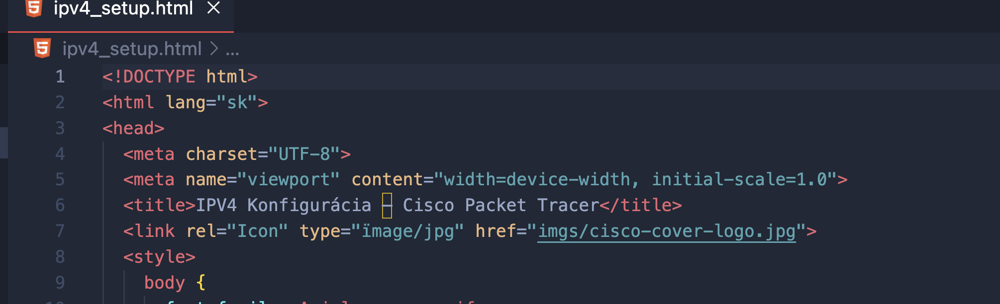 ipv4_setup.html
ipv4_setup.html > ...
1 <!DOCTYPE html>
2 <html lang="sk">
3 <head>
4 <meta charset="UTF-8">
5 <meta name="viewport" content="width=device-width, initial-scale=1.0">
6 <title>IPV4 Konfigurácia – Cisco Packet Tracer</title>
7 <link rel="Icon" type="ïmage/jpg" href="imgs/cisco-cover-logo.jpg">
8 <style>
9 body {